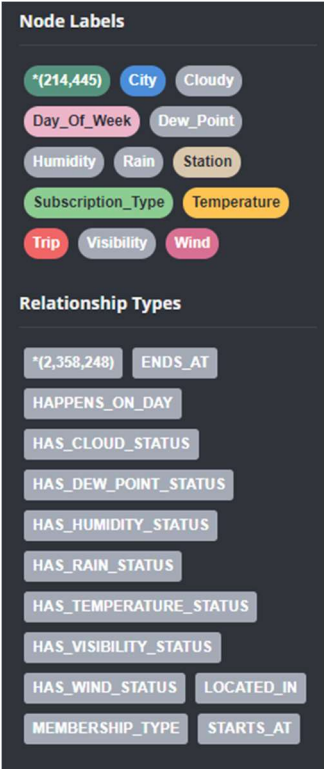 Node Labels
*(214,445) City Cloudy
Day_Of_Week Dew_Point
Humidity Rain Station
Subscription_Type Temperature
Trip Visibility Wind
Relationship Types
*(2,358,248) ENDS_AT
HAPPENS_ON_DAY
HAS_CLOUD_STATUS
HAS_DEW_POINT_STATUS
HAS_HUMIDITY_STATUS
HAS_RAIN_STATUS
HAS_TEMPERATURE_STATUS
HAS_VISIBILITY_STATUS
HAS_WIND_STATUS LOCATED_IN
MEMBERSHIP_TYPE STARTS_AT